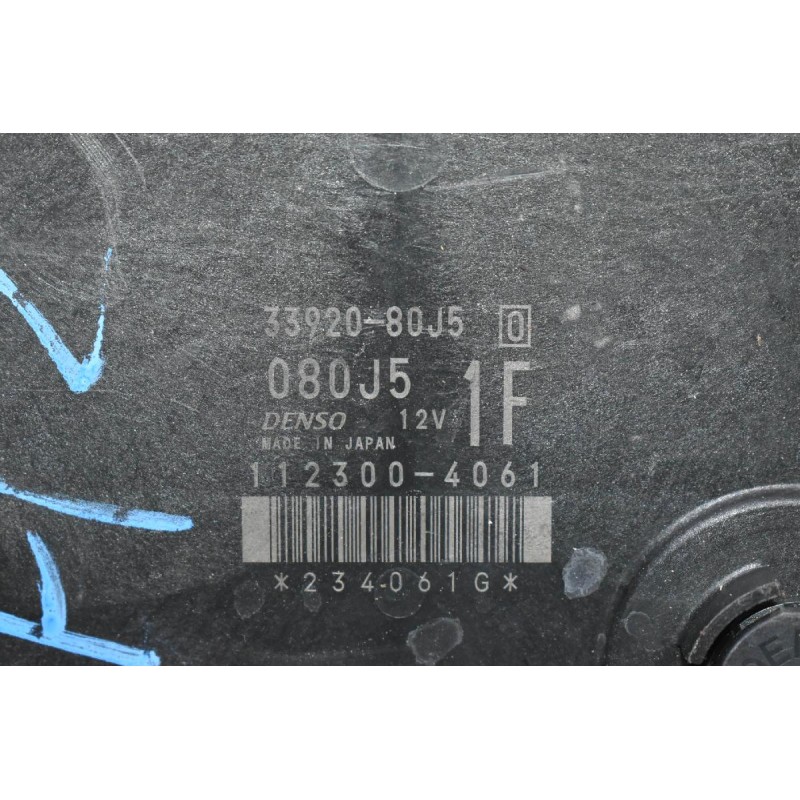 33920-80J5 0
080J5 1F
DENSO 12V
MADE IN JAPAN
112300-4061
*234061G*